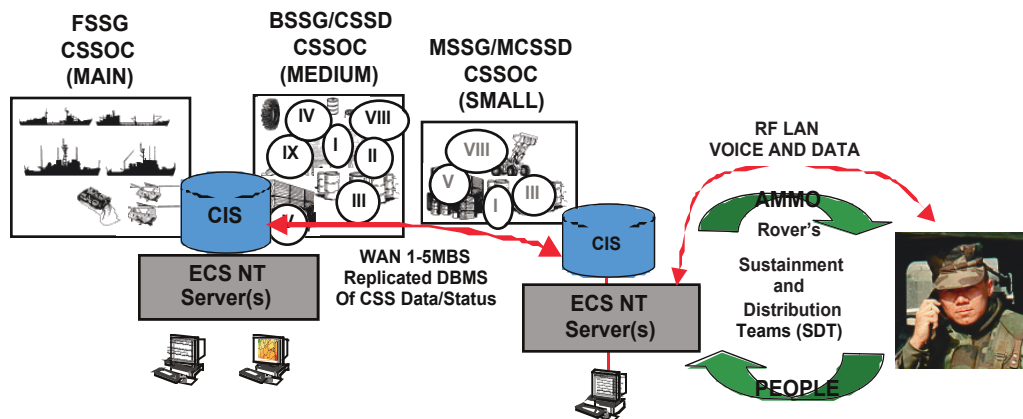 FSSG
CSSOC
(MAIN)
BSSG/CSSD
CSSOC
(MEDIUM)
MSSG/MCSSD
CSSOC
(SMALL)
IV
VIII
I
IX
II
III
V
VIII
V
I
III
CIS
ECS NT
Server(s)
WAN 1-5MBS
Replicated DBMS
Of CSS Data/Status
CIS
ECS NT
Server(s)
RF LAN
VOICE AND DATA
AMMO
Rover's
Sustainment
and
Distribution
Teams (SDT)
PEOPLE